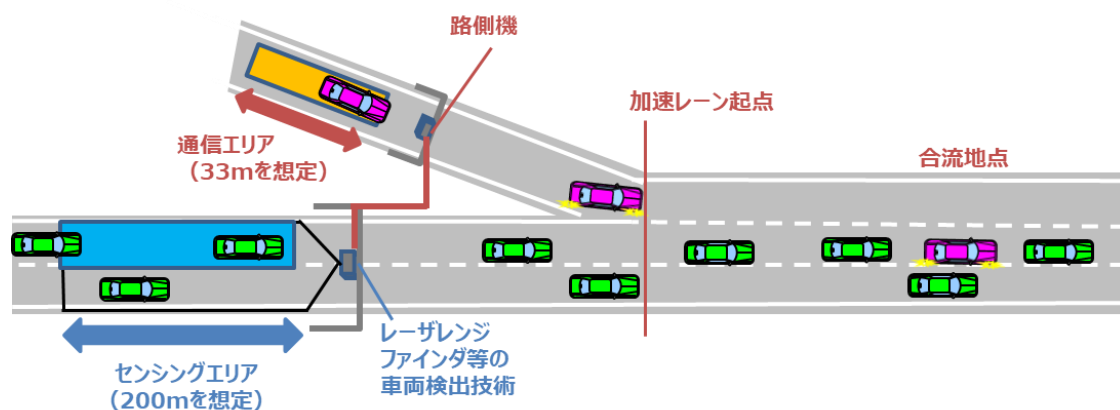 路側機
加速レーン起点
通信エリア
（33mを想定）
合流地点
レーザレンジ
ファインダ等の
車両検出技術
センシングエリア
（200mを想定）